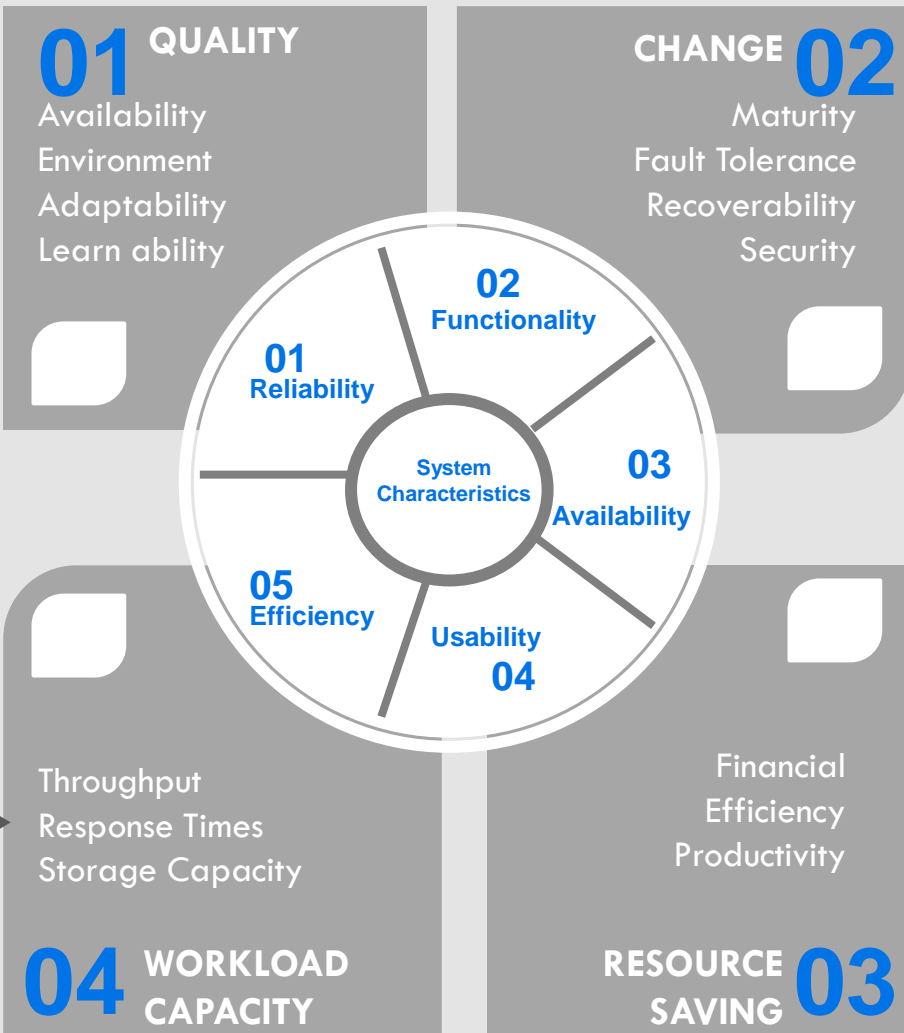 01 QUALITY
Availability
Environment
Adaptability
Learn ability
CHANGE 02
Maturity
Fault Tolerance
Recoverability
Security
01
Reliability
02
Functionality
03
Availability
Usability
04
05
Efficiency
System
Characteristics
Throughput
Response Times
Storage Capacity
04 WORKLOAD
CAPACITY
Financial
Efficiency
Productivity
RESOURCE 03
SAVING